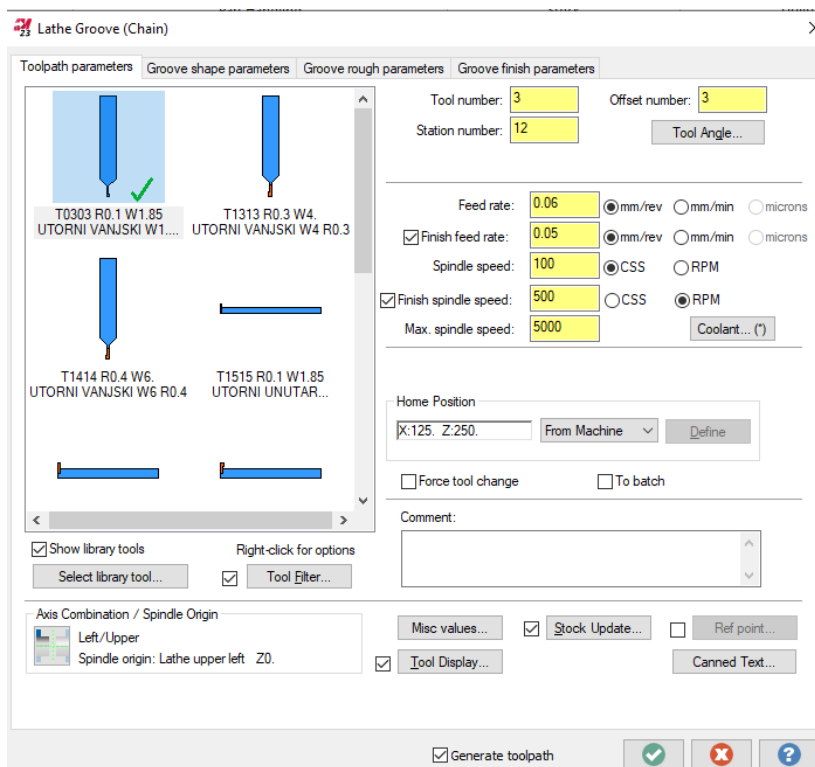 23 Lathe Groove (Chain)
Toolpath parameters Groove shape parameters Groove rough parameters Groove finish parameters
T0303 R0.1 W1.85
UTORNI VANJSKI W1....
T1313 R0.3 W4.
UTORNI VANJSKI W4 R0.3
T1414 R0.4 W6.
UTORNI VANJSKI W6 R0.4
T1515 R0.1 W1.85
UTORNI UNUTAR...
Show library tools
Right-click for options
Select library tool...
Tool Filter...
Tool number: 3 Offset number: 3
Station number: 12 Tool Angle...
Feed rate: 0.06 mm/rev mm/min microns
Finish feed rate: 0.05 mm/rev mm/min microns
Spindle speed: 100 CSS RPM
Finish spindle speed: 500 CSS RPM
Max. spindle speed: 5000 Coolant... (*)
Home Position
X:125. Z:250. From Machine Define
Force tool change To batch
Comment:
Axis Combination / Spindle Origin
Left/Upper
Spindle origin: Lathe upper left Z0.
Misc values... Stock Update... Ref point...
Tool Display... Canned Text...
Generate toolpath